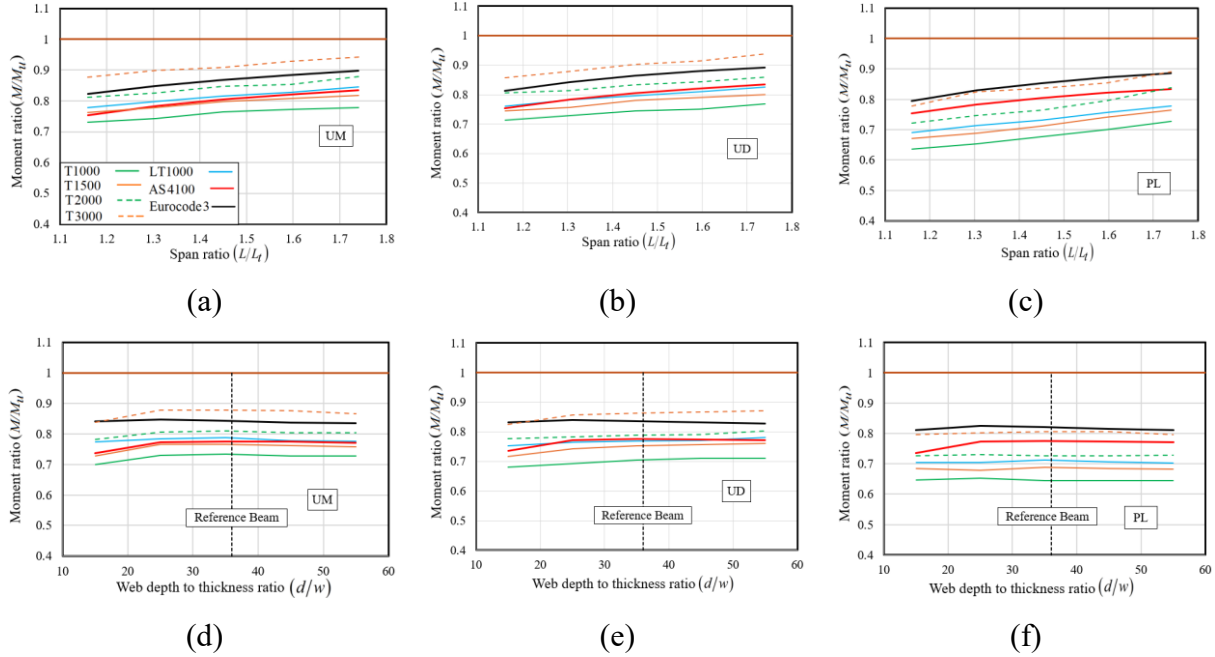 1.1
1
0.9
0.8
0.7
0.6
0.5
0.4
Moment ratio (M/Mu)
UM
T1000 LT1000
T1500 AS4100
T2000 Eurocode3
T3000
1.1 1.2 1.3 1.4 1.5 1.6 1.7 1.8
Span ratio (L/Lt)
(a)
1.1
1
0.9
0.8
0.7
0.6
0.5
0.4
Moment ratio (M/Mu)
UD
1.1 1.2 1.3 1.4 1.5 1.6 1.7 1.8
Span ratio (L/Lt)
(b)
1.1
1
0.9
0.8
0.7
0.6
0.5
0.4
Moment ratio (M/Mu)
PL
1.1 1.2 1.3 1.4 1.5 1.6 1.7 1.8
Span ratio (L/Lt)
(c)
1.1
1
0.9
0.8
0.7
0.6
0.5
0.4
Moment ratio (M/Mu)
UM
Reference Beam
10 20 30 40 50 60
Web depth to thickness ratio (d/w)
(d)
1.1
1
0.9
0.8
0.7
0.6
0.5
0.4
Moment ratio (M/Mu)
UD
Reference Beam
10 20 30 40 50 60
Web depth to thickness ratio (d/w)
(e)
1.1
1
0.9
0.8
0.7
0.6
0.5
0.4
Moment ratio (M/Mu)
Reference Beam PL
10 20 30 40 50 60
Web depth to thickness ratio (d/w)
(f)